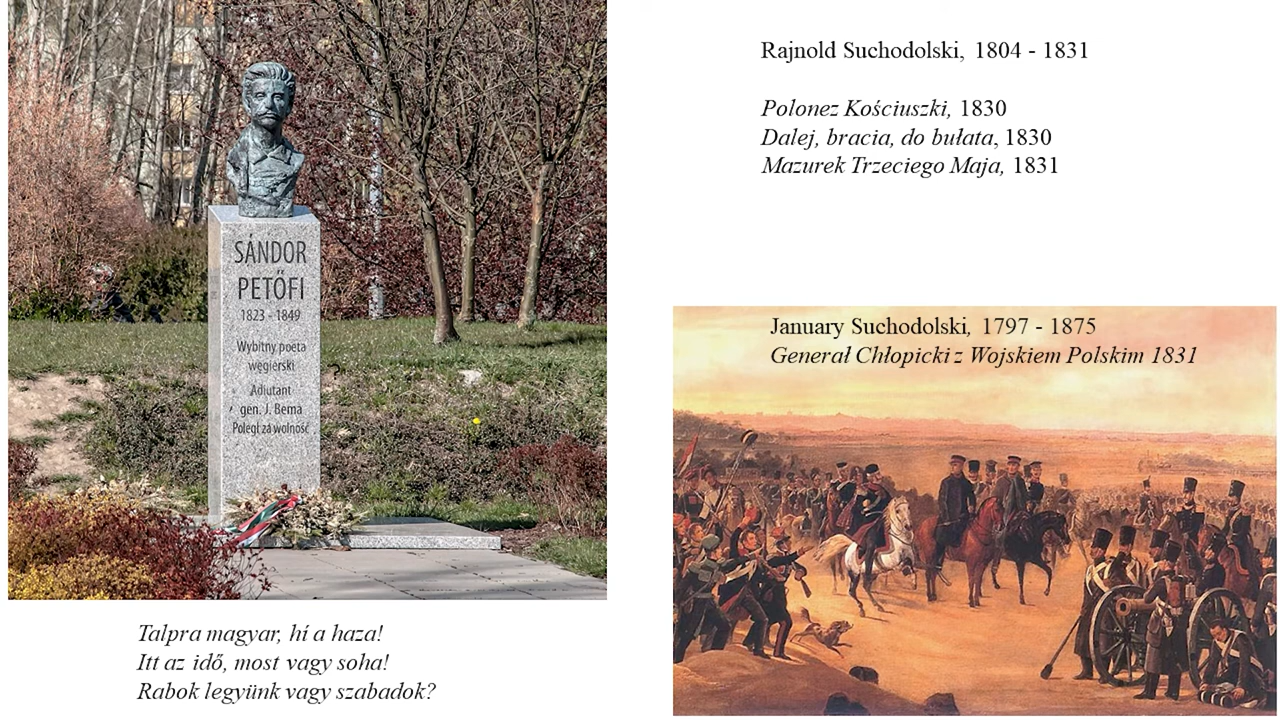 SÁNDOR
PETŐFI
1823 - 1849
Wybitny poeta
węgierski
Adiutant
gen. J. Bema
Poległ za wolność
Talpra magyar, hí a haza!
Itt az idő, most vagy soha!
Rabok legyünk vagy szabadok?
Rajnold Suchodolski, 1804 - 1831
Polonez Kościuszki, 1830
Dalej, bracia, do bułata, 1830
Mazurek Trzeciego Maja, 1831
January Suchodolski, 1797 - 1875
Generał Chłopicki z Wojskiem Polskim 1831